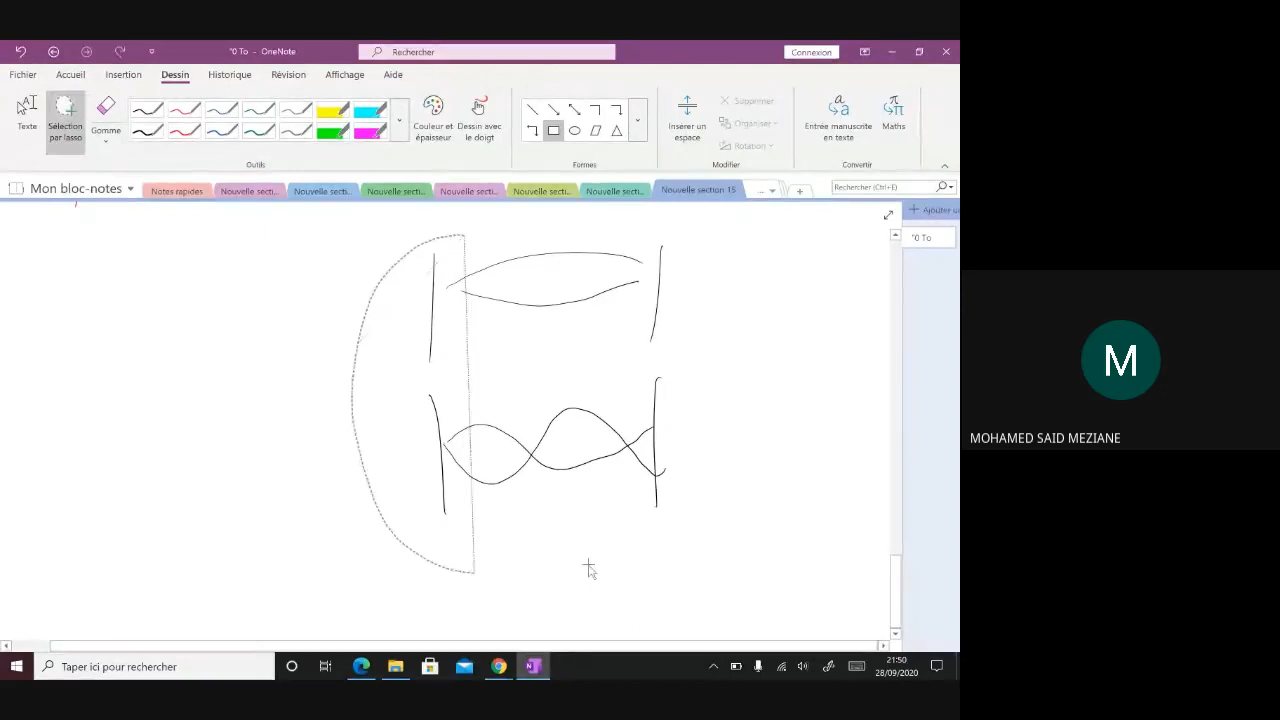 "0 To - OneNote
Rechercher
Connexion
Fichier Accueil Insertion Dessin Historique Révision Affichage Aide
Texte
Sélection par lasso
Gomme
Couleur et épaisseur
Dessin avec le doigt
Insérer un espace
Supprimer
Organiser
Rotation
Entrée manuscrite en texte
Maths
Outils
Formes
Modifier
Convertir
Mon bloc-notes
Notes rapides
Nouvelle secti...
Nouvelle secti...
Nouvelle secti...
Nouvelle secti...
Nouvelle secti...
Nouvelle secti...
Nouvelle section 15
...
Rechercher (Ctrl+E)
Ajouter u
"0 To
M
MOHAMED SAID MEZIANE
Taper ici pour rechercher
21:50
28/09/2020